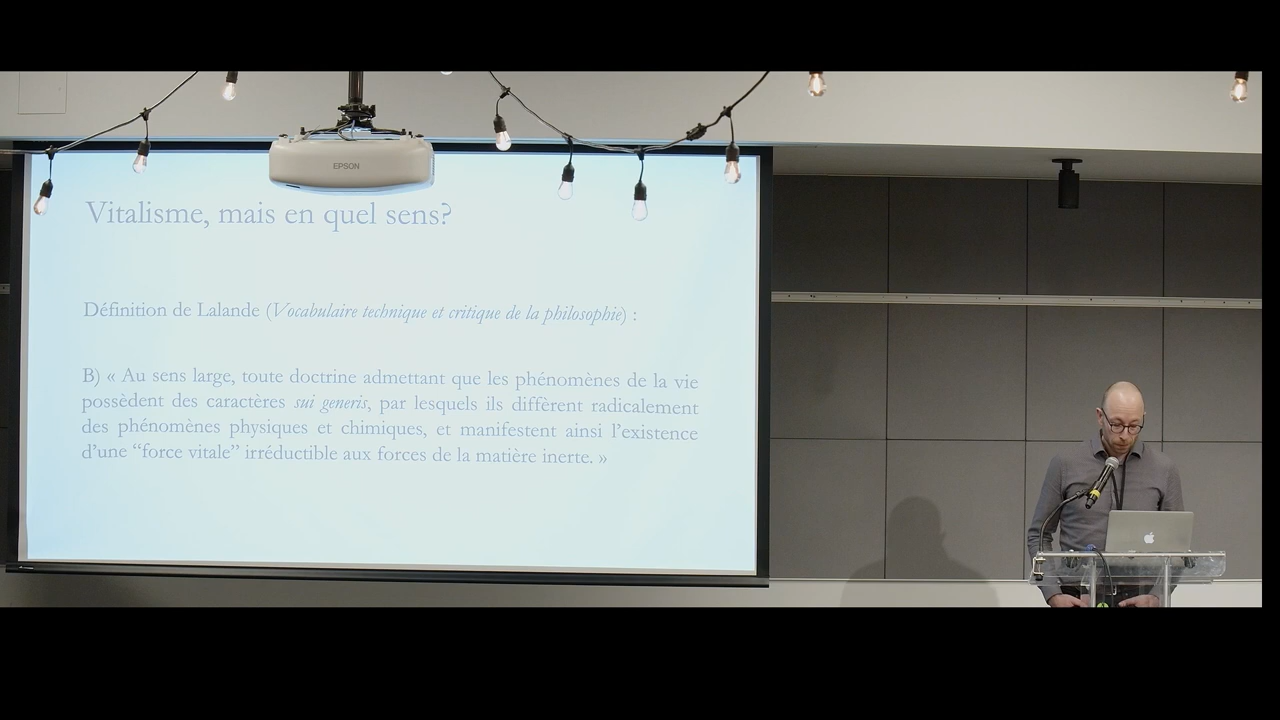 EPSON
Vitalisme, mais en quel sens?
Définition de Lalande (Vocabulaire technique et critique de la philosophie) :
B) « Au sens large, toute doctrine admettant que les phénomènes de la vie
possèdent des caractères sui generis, par lesquels ils diffèrent radicalement
des phénomènes physiques et chimiques, et manifestent ainsi l’existence
d’une “force vitale” irréductible aux forces de la matière inerte. »